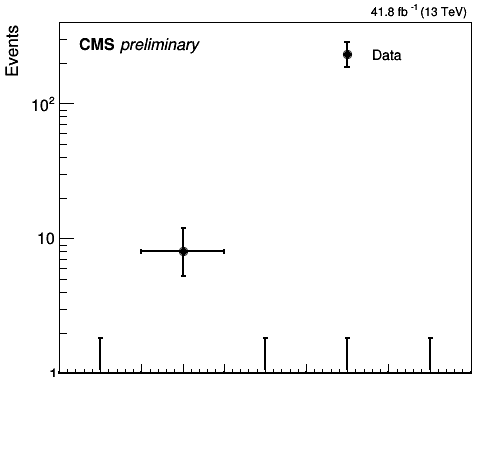 41.8 fb⁻¹ (13 TeV)
Events
CMS preliminary
Data
10²
10
1